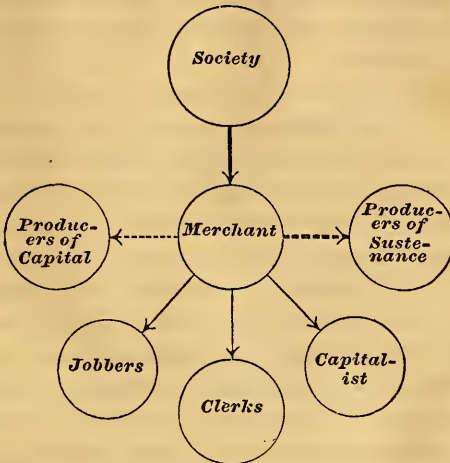 Society
Produc-
ers of
Capital
Merchant
Produc-
ers of
Suste-
nance
Jobbers
Clerks
Capital-
ist